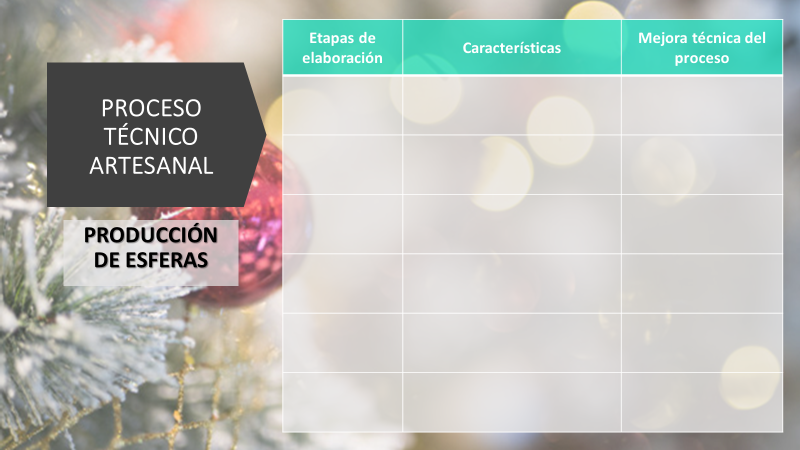 PROCESO
TÉCNICO
ARTESANAL
PRODUCCIÓN
DE ESFERAS
Etapas de
elaboración
Características
Mejora técnica del
proceso